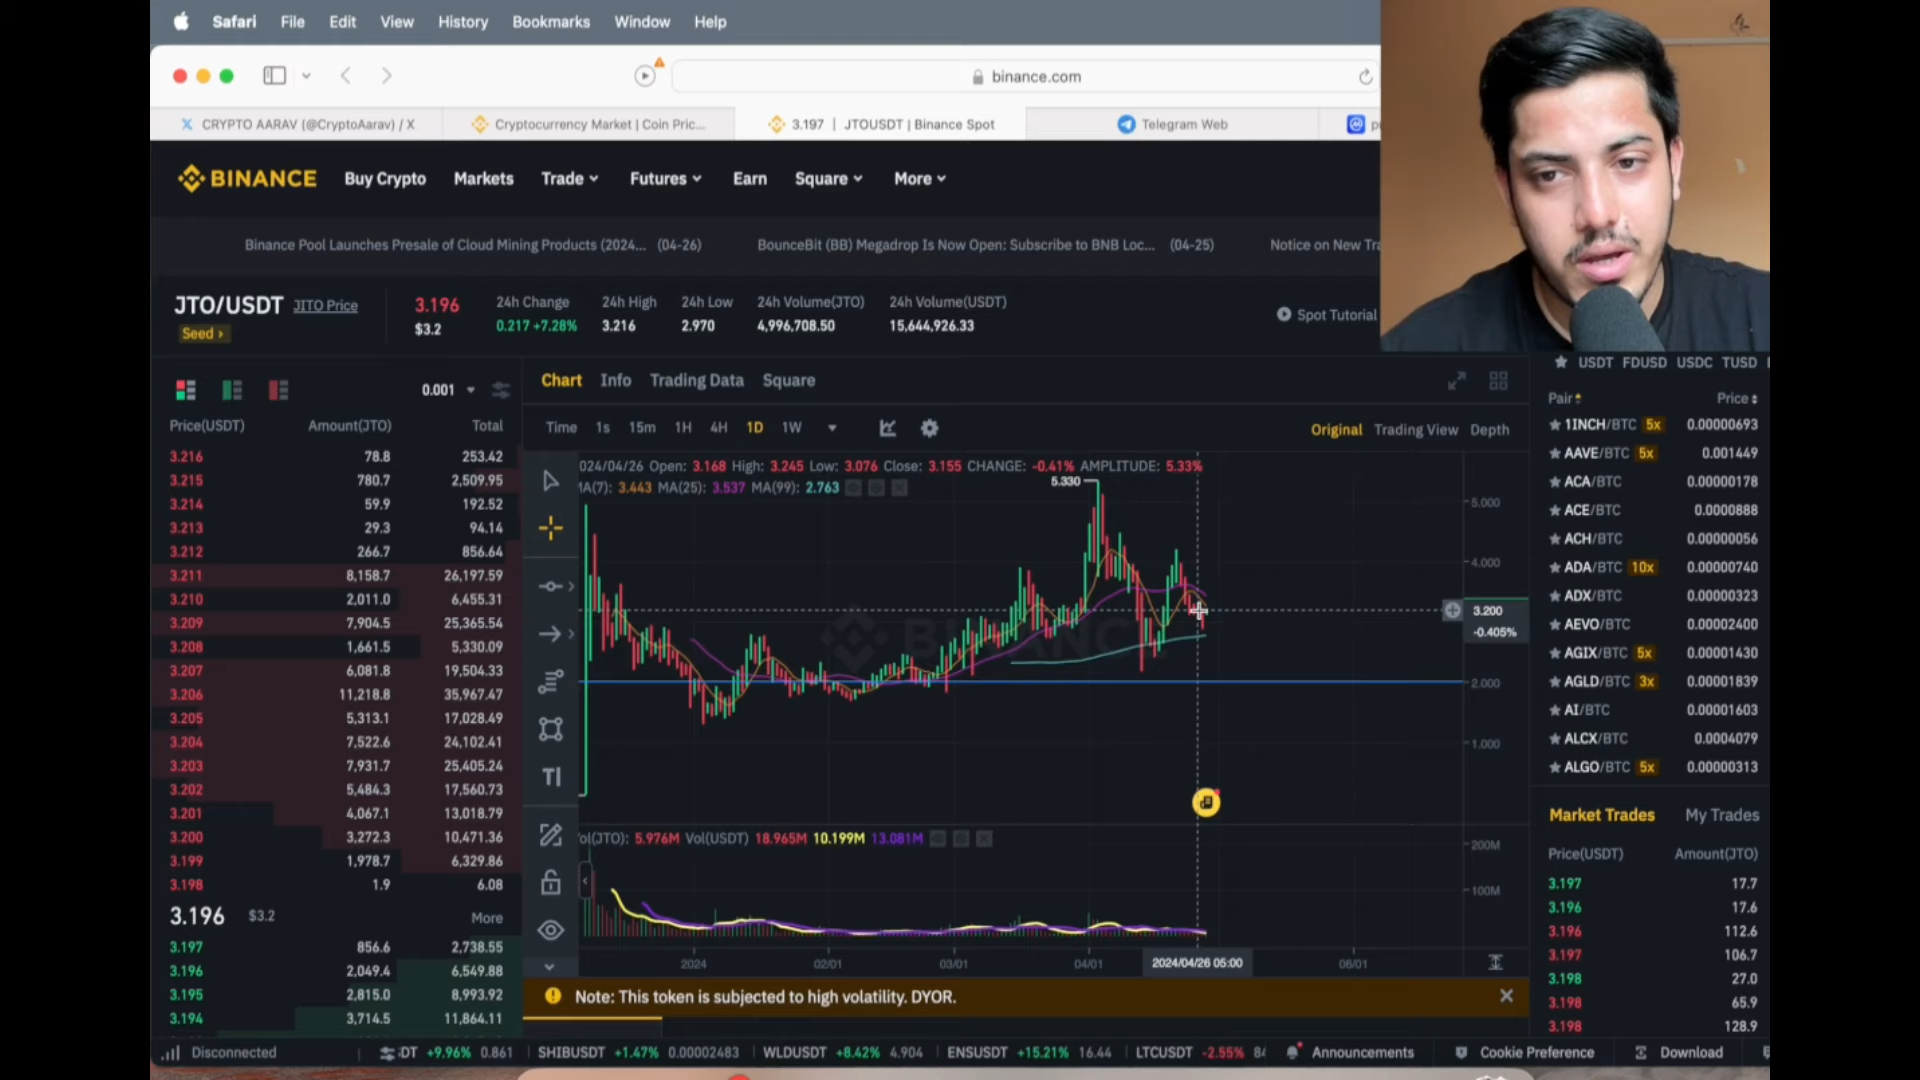 Safari File Edit View History Bookmarks Window Help
binance.com
CRYPTO AARAV (@CryptoAarav) / X
Cryptocurrency Market | Coin Pric...
3.197 | JTOUSDT | Binance Spot
Telegram Web
BINANCE Buy Crypto Markets Trade Futures Earn Square More
Binance Pool Launches Presale of Cloud Mining Products (2024... (04-26)
BounceBit (BB) Megadrop Is Now Open: Subscribe to BNB Loc... (04-25)
Notice on New Tra
JTO/USDT JITO Price
Seed
3.196
$3.2
24h Change
0.217 +7.28%
24h High
3.216
24h Low
2.970
24h Volume(JTO)
4,996,708.50
24h Volume(USDT)
15,644,926.33
Spot Tutorial
0.001
Price(USDT) Amount(JTO) Total
3.216 78.8 253.42
3.215 780.7 2,509.95
3.214 59.9 192.52
3.213 29.3 94.14
3.212 266.7 856.64
3.211 8,158.7 26,197.59
3.210 2,011.0 6,455.31
3.209 7,904.5 25,365.54
3.208 1,661.5 5,330.09
3.207 6,081.8 19,504.33
3.206 11,218.8 35,967.47
3.205 5,313.1 17,028.49
3.204 7,522.6 24,102.41
3.203 7,931.7 25,405.24
3.202 5,484.3 17,560.73
3.201 4,067.1 13,018.79
3.200 3,272.3 10,471.36
3.199 1,978.7 6,329.86
3.198 1.9 6.08
3.196 $3.2 More
3.197 856.6 2,738.55
3.196 2,049.4 6,549.88
3.195 2,815.0 8,993.92
3.194 3,714.5 11,864.11
Chart Info Trading Data Square
Time 1s 15m 1H 4H 1D 1W
Original Trading View Depth
024/04/26 Open: 3.168 High: 3.245 Low: 3.076 Close: 3.155 CHANGE: -0.41% AMPLITUDE: 5.33%
MA(7): 3.443 MA(25): 3.537 MA(99): 2.763
5.330
5.000
4.000
3.200
-0.405%
2.000
1.000
BINANCE
TI
ol(JTO): 5.976M Vol(USDT) 18.965M 10.199M 13.081M
200M
100M
2024 02/01 03/01 04/01 2024/04/26 05:00 06/01
Note: This token is subjected to high volatility. DYOR.
USDT FDUSD USDC TUSD
Pair Price
1INCH/BTC 5x 0.00000693
AAVE/BTC 5x 0.001449
ACA/BTC 0.00000178
ACE/BTC 0.0000888
ACH/BTC 0.00000056
ADA/BTC 10x 0.00000740
ADX/BTC 0.00000323
AEVO/BTC 0.00002400
AGIX/BTC 5x 0.00001430
AGLD/BTC 3x 0.00001839
AI/BTC 0.00001603
ALCX/BTC 0.0004079
ALGO/BTC 5x 0.00000313
Market Trades My Trades
Price(USDT) Amount(JTO)
3.197 17.7
3.196 17.6
3.196 112.6
3.197 106.7
3.198 27.0
3.198 65.9
3.198 128.9
Disconnected
DT +9.96% 0.861
SHIBUSDT +1.47% 0.00002483
WLDUSDT +8.42% 4.904
ENSUSDT +15.21% 16.44
LTCUSDT -2.55%
Announcements
Cookie Preference
Download